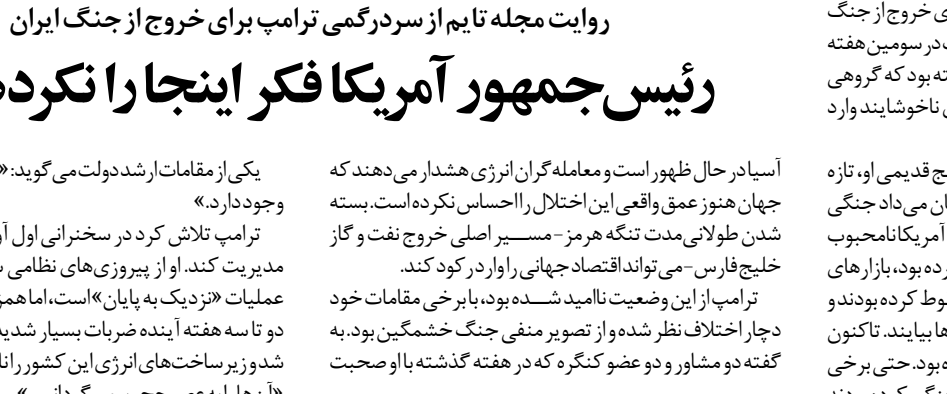 روایت مجله تایم از سردرگمی ترامپ برای خروج از جنگ ایران
رئیس‌جمهور آمریکا فکر اینجا را نکرده
ی خروج از جنگ
در سومین هفته
ته بود که گروهی
ناخوشایند وارد
قدیمی او، تازه
می‌داد جنگی
آمریکا نامحبوب
بود، بازارهای
کرده بودند و
بیایند. تاکنون
بود. حتی برخی
آسیا در حال ظهور است و معامله‌گران انرژی هشدار می‌دهند که
جهان هنوز عمق واقعی این اختلال را احساس نکرده است. بسته
شدن طولانی‌مدت تنگه هرمز - مسیر اصلی خروج نفت و گاز
خلیج‌فارس - می‌تواند اقتصاد جهانی را وارد رکود کند.
ترامپ از این وضعیت ناامید شده بود، با برخی مقامات خود
دچار اختلاف نظر شده و از تصویر منفی جنگ خشمگین بود. به
گفته دو مشاور و دو عضو کنگره که در هفته گذشته با او صحبت
یکی از مقامات ارشد دولت می‌گوید: «
وجود دارد.»
ترامپ تلاش کرد در سخنرانی اول آو
مدیریت کند. او از پیروزی‌های نظامی
عملیات «نزدیک به پایان» است، اما همز
دو تا سه هفته آینده ضربات بسیار شدید
شد و زیرساخت‌های انرژی این کشور را